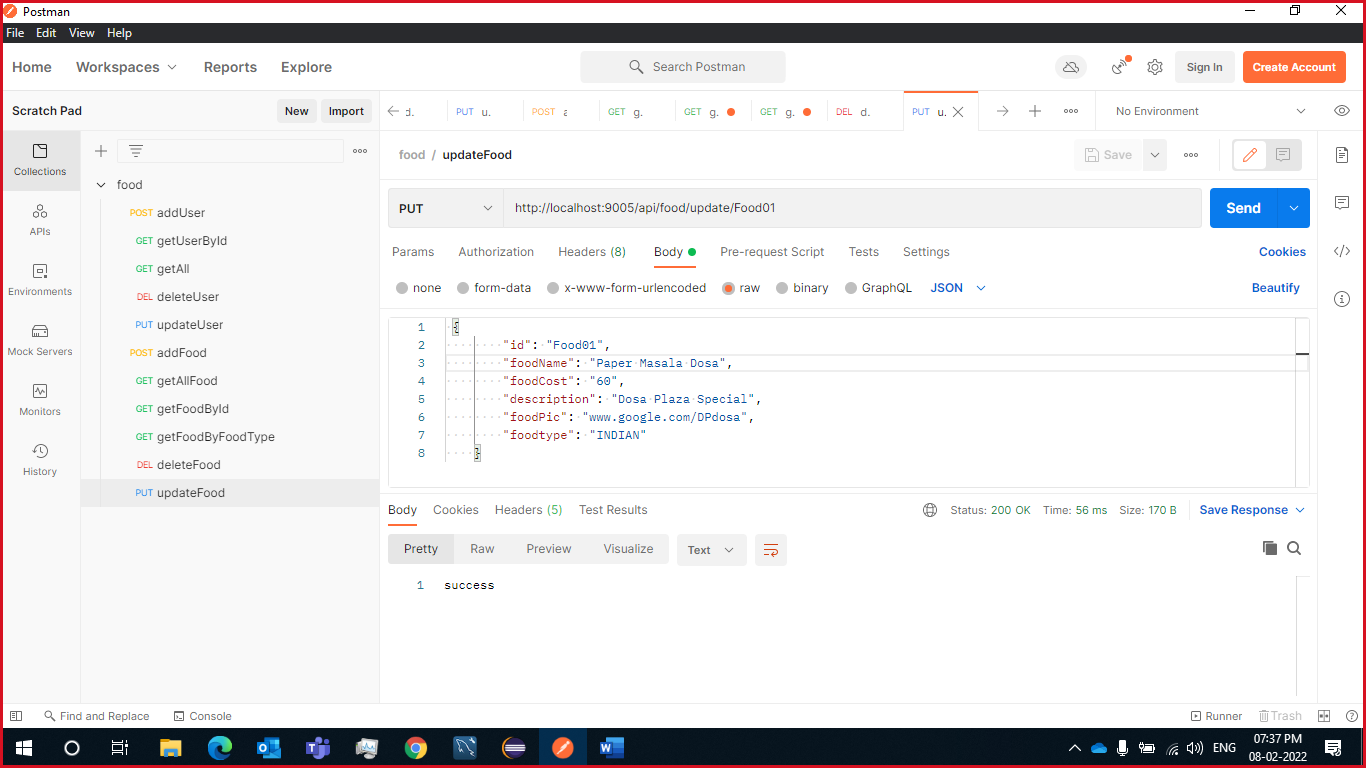 Postman
File Edit View Help
Home Workspaces Reports Explore Search Postman Sign In Create Account
Scratch Pad New Import d. PUT u. POST a GET g. GET g. GET g. DEL d. PUT u. No Environment
Collections
APIs
Environments
Mock Servers
Monitors
History
food
POST addUser
GET getUserById
GET getAll
DEL deleteUser
PUT updateUser
POST addFood
GET getAllFood
GET getFoodById
GET getFoodByFoodType
DEL deleteFood
PUT updateFood
food / updateFood Save
PUT http://localhost:9005/api/food/update/Food01 Send
Params Authorization Headers (8) Body Pre-request Script Tests Settings Cookies
none form-data x-www-form-urlencoded raw binary GraphQL JSON Beautify
1 {
2 "id": "Food01",
3 "foodName": "Paper Masala Dosa",
4 "foodCost": "60",
5 "description": "Dosa Plaza Special",
6 "foodPic": "www.google.com/DPdosa",
7 "foodtype": "INDIAN"
8 }
Body Cookies Headers (5) Test Results Status: 200 OK Time: 56 ms Size: 170 B Save Response
Pretty Raw Preview Visualize Text
1 success
Find and Replace Console Runner Trash
ENG 07:37 PM
08-02-2022